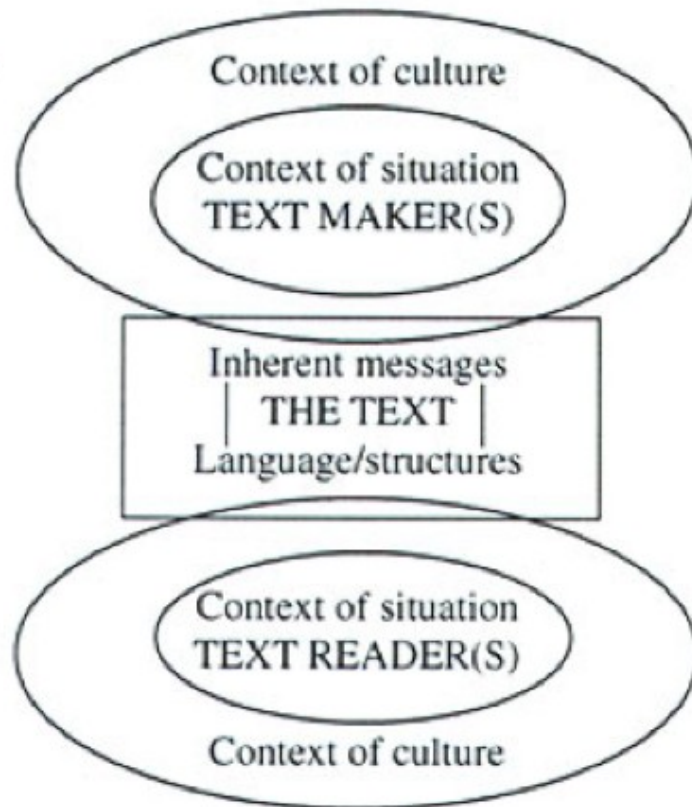 Context of culture
Context of situation
TEXT MAKER(S)
Inherent messages
THE TEXT
Language/structures
Context of situation
TEXT READER(S)
Context of culture